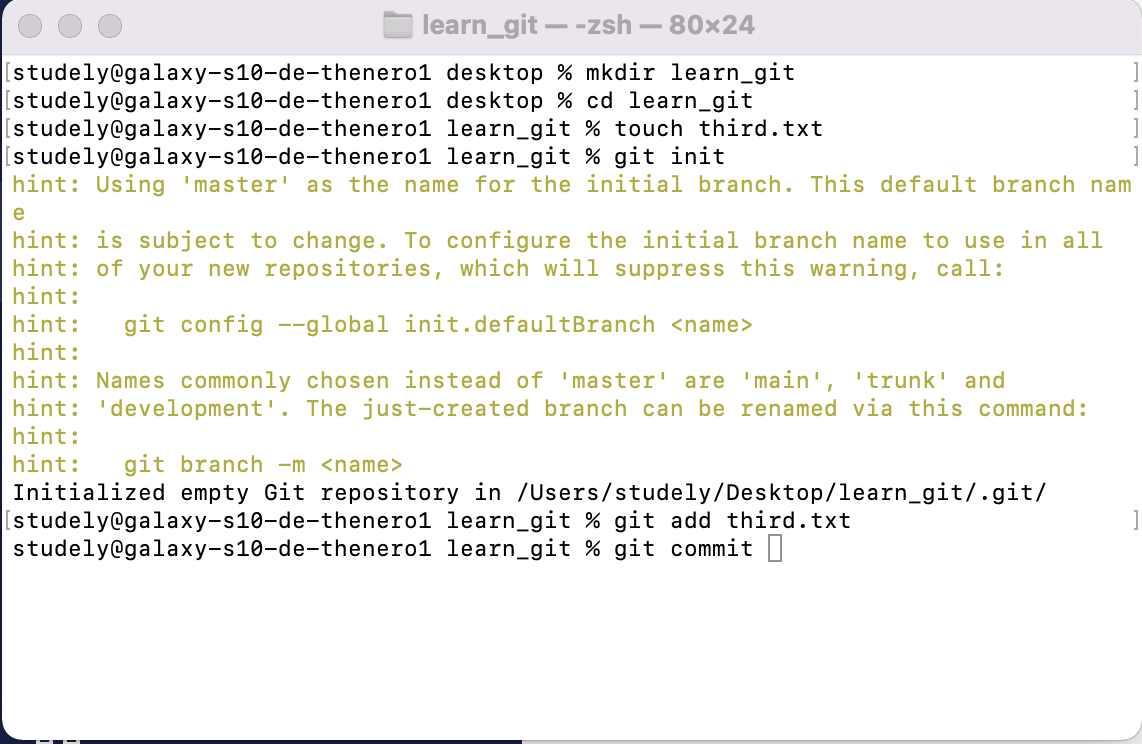 learn_git — -zsh — 80×24
[studely@galaxy-s10-de-thenero1 desktop % mkdir learn_git ]
[studely@galaxy-s10-de-thenero1 desktop % cd learn_git ]
[studely@galaxy-s10-de-thenero1 learn_git % touch third.txt ]
[studely@galaxy-s10-de-thenero1 learn_git % git init ]
hint: Using 'master' as the name for the initial branch. This default branch nam
e
hint: is subject to change. To configure the initial branch name to use in all
hint: of your new repositories, which will suppress this warning, call:
hint:
hint:   git config --global init.defaultBranch <name>
hint:
hint: Names commonly chosen instead of 'master' are 'main', 'trunk' and
hint: 'development'. The just-created branch can be renamed via this command:
hint:
hint:   git branch -m <name>
Initialized empty Git repository in /Users/studely/Desktop/learn_git/.git/
[studely@galaxy-s10-de-thenero1 learn_git % git add third.txt ]
studely@galaxy-s10-de-thenero1 learn_git % git commit